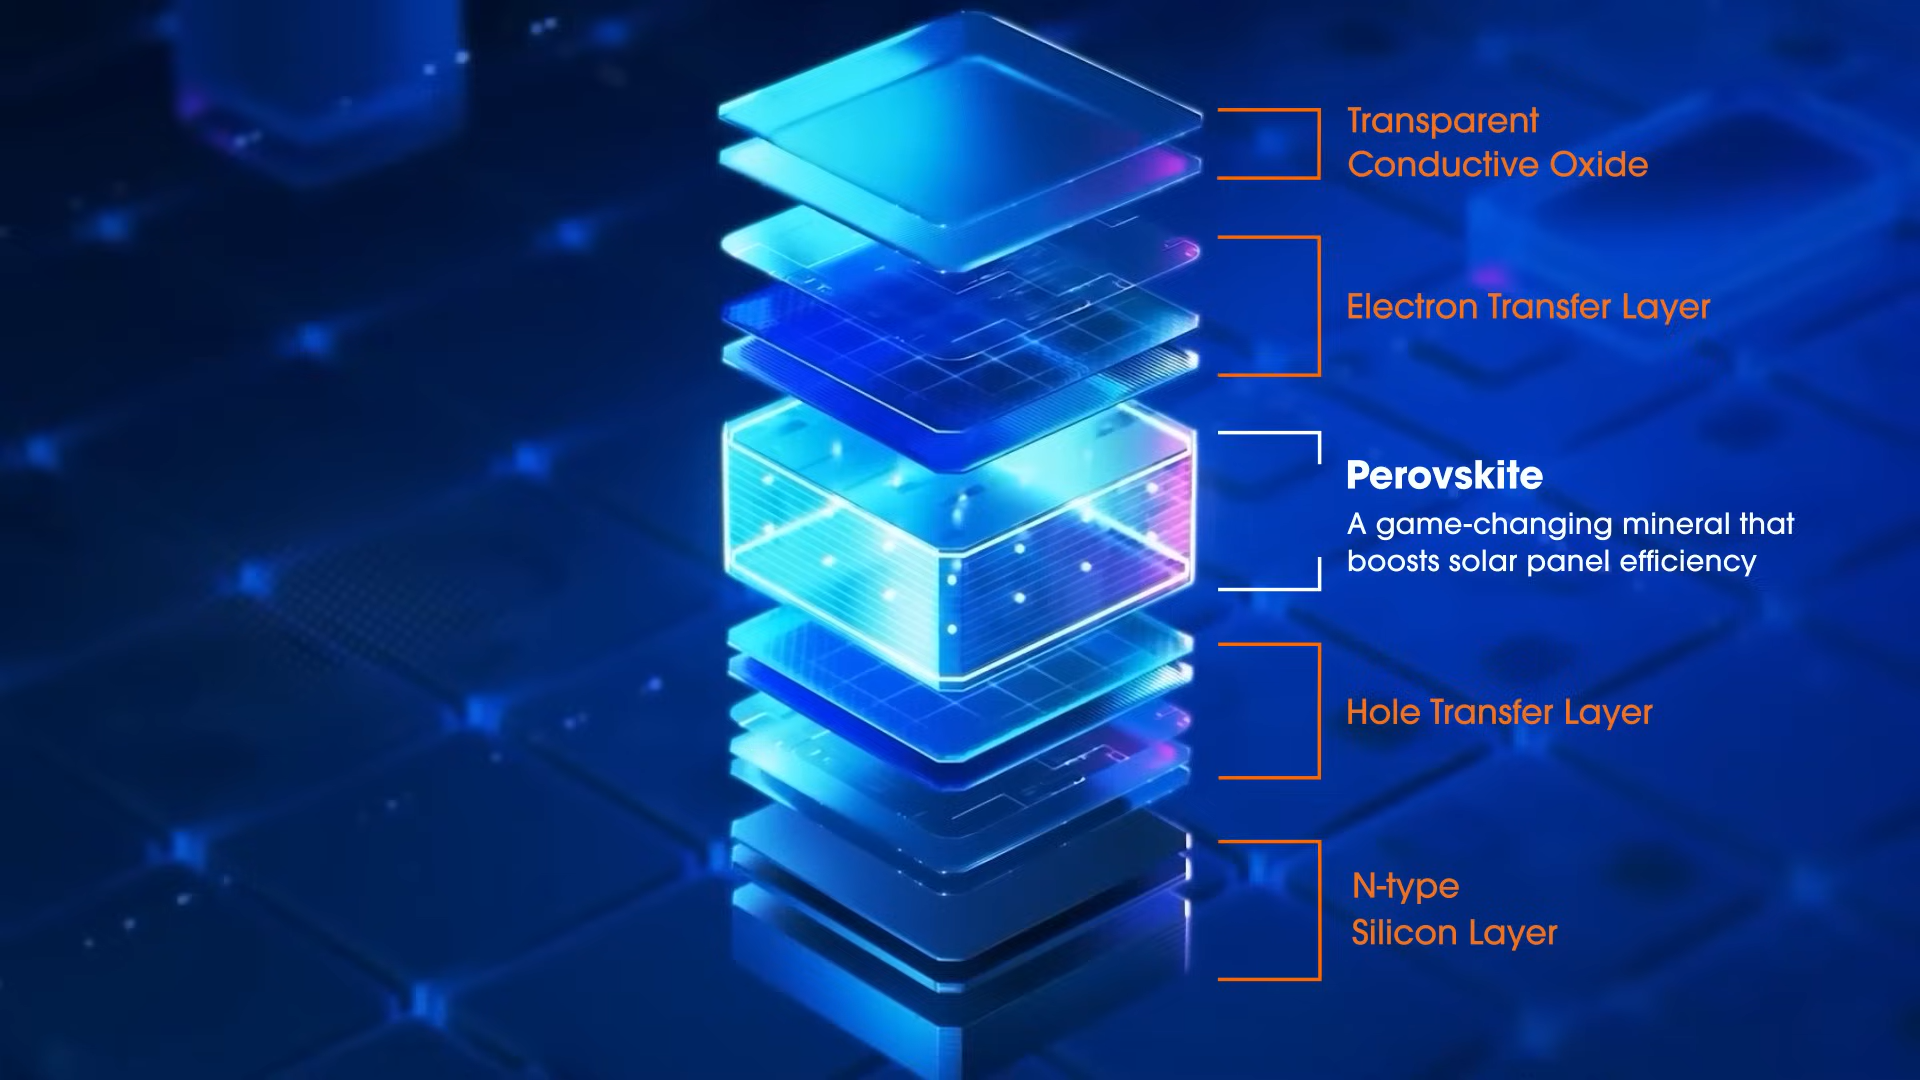 Transparent
Conductive Oxide
Electron Transfer Layer
Perovskite
A game-changing mineral that
boosts solar panel efficiency
Hole Transfer Layer
N-type
Silicon Layer